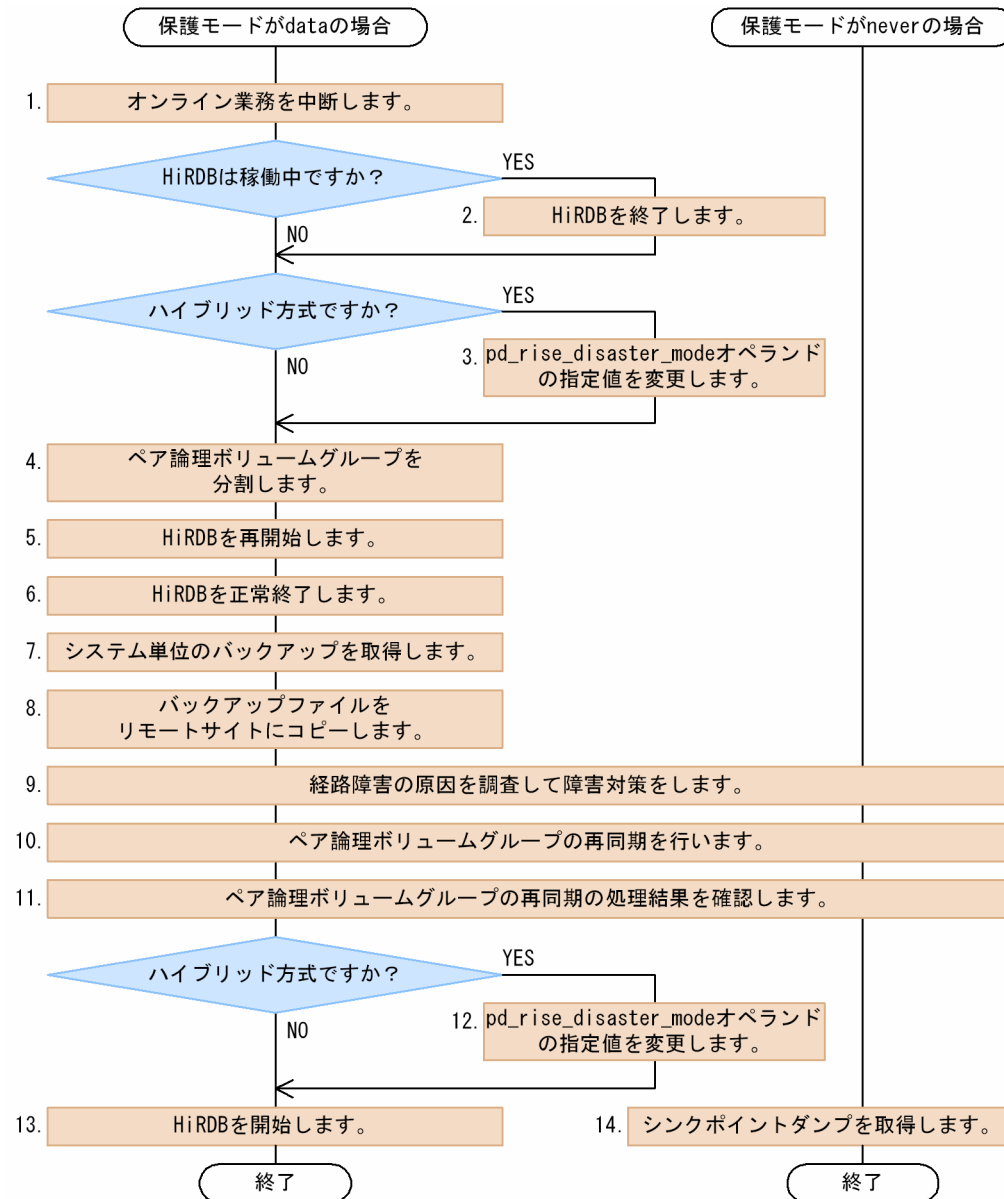 保護モードがdataの場合
保護モードがneverの場合
1. オンライン業務を中断します。
HiRDBは稼働中ですか？
YES
2. HiRDBを終了します。
NO
ハイブリッド方式ですか？
YES
3. pd_rise_disaster_modeオペランド
の指定値を変更します。
NO
4. ペア論理ボリュームグループを
分割します。
5. HiRDBを再開始します。
6. HiRDBを正常終了します。
7. システム単位のバックアップを取得します。
8. バックアップファイルを
リモートサイトにコピーします。
9. 経路障害の原因を調査して障害対策をします。
10. ペア論理ボリュームグループの再同期を行います。
11. ペア論理ボリュームグループの再同期の処理結果を確認します。
ハイブリッド方式ですか？
YES
12. pd_rise_disaster_modeオペランド
の指定値を変更します。
NO
13. HiRDBを開始します。
14. シンクポイントダンプを取得します。
終了
終了